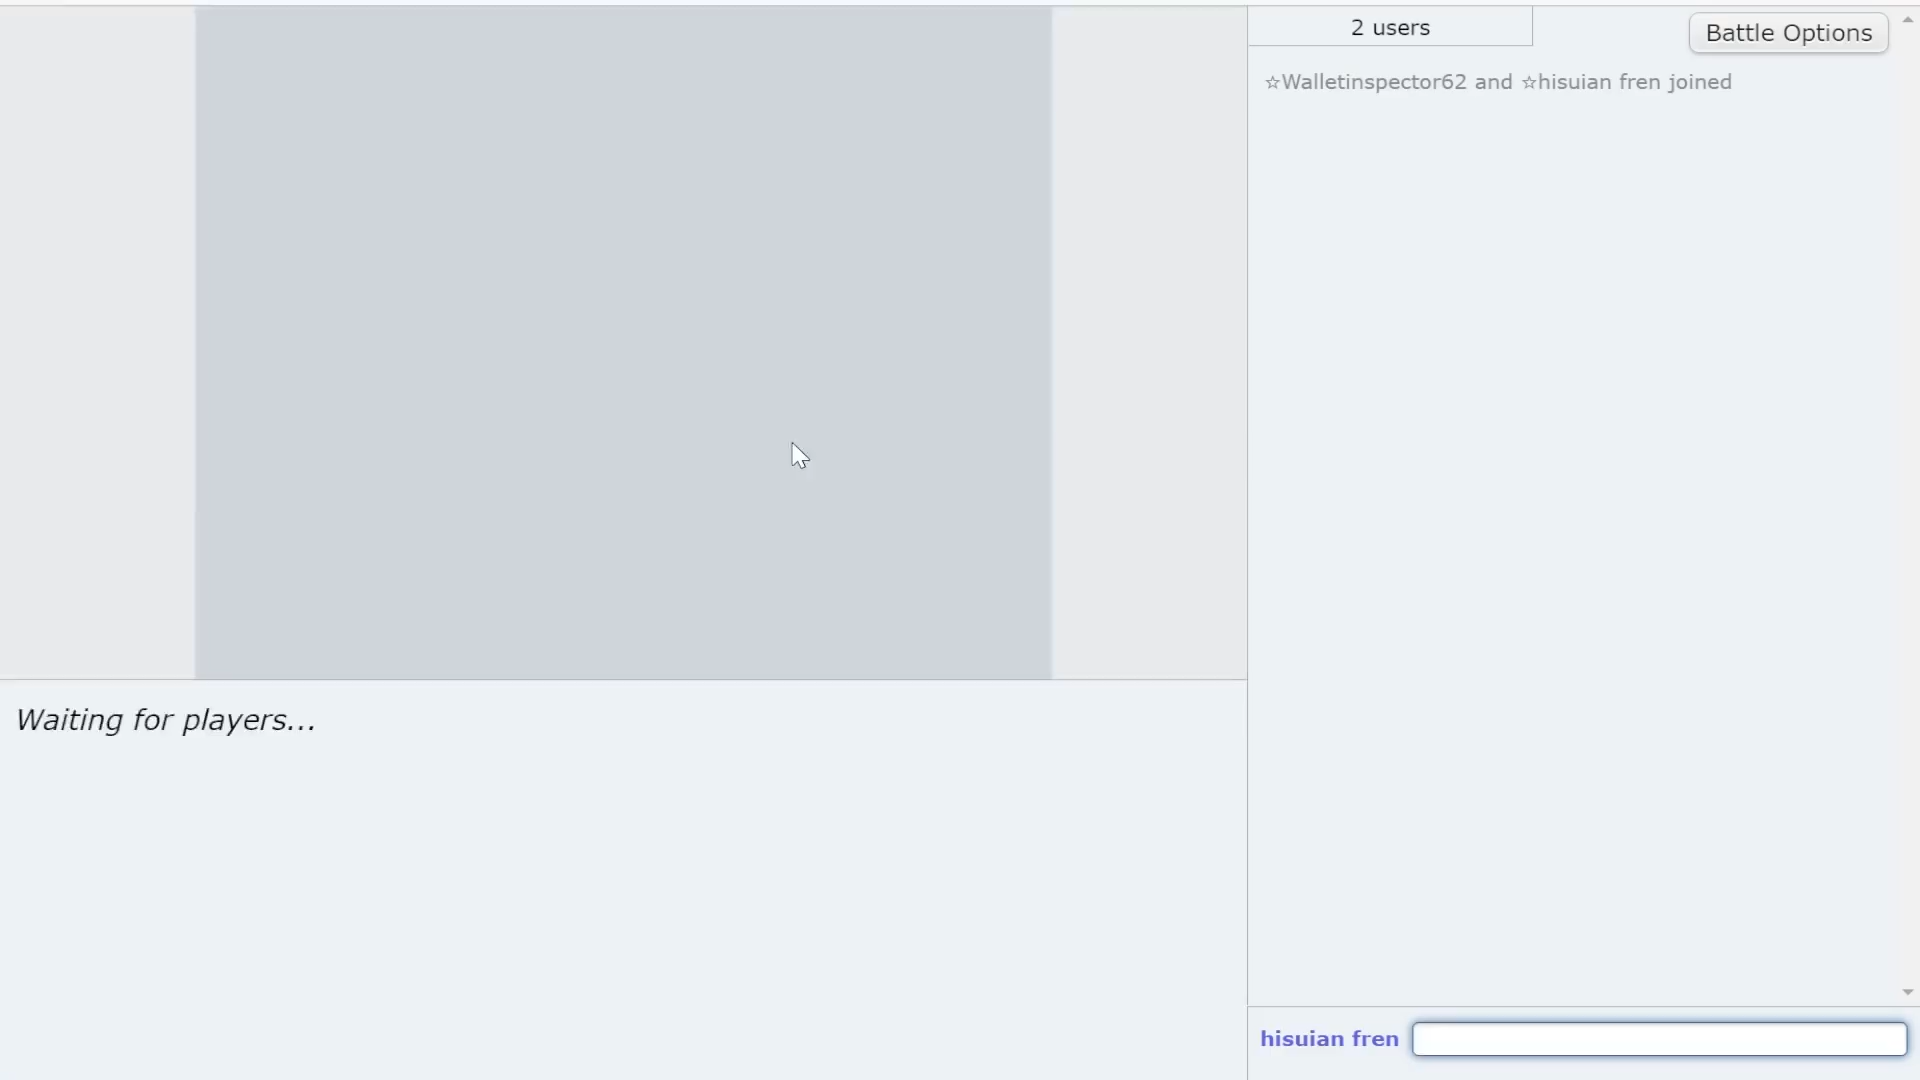 2 users
Battle Options
☆Walletinspector62 and ☆hisuian fren joined
Waiting for players...
hisuian fren